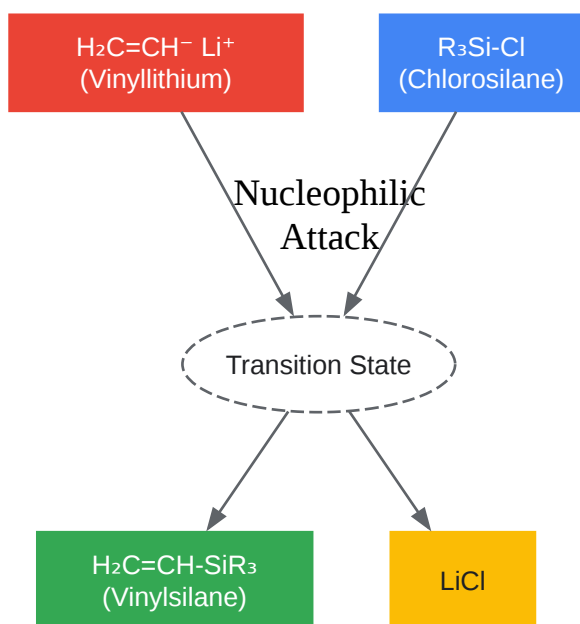 H₂C=CH⁻ Li⁺
(Vinyllithium)
R₃Si-Cl
(Chlorosilane)
Nucleophilic
Attack
Transition State
H₂C=CH-SiR₃
(Vinylsilane)
LiCl